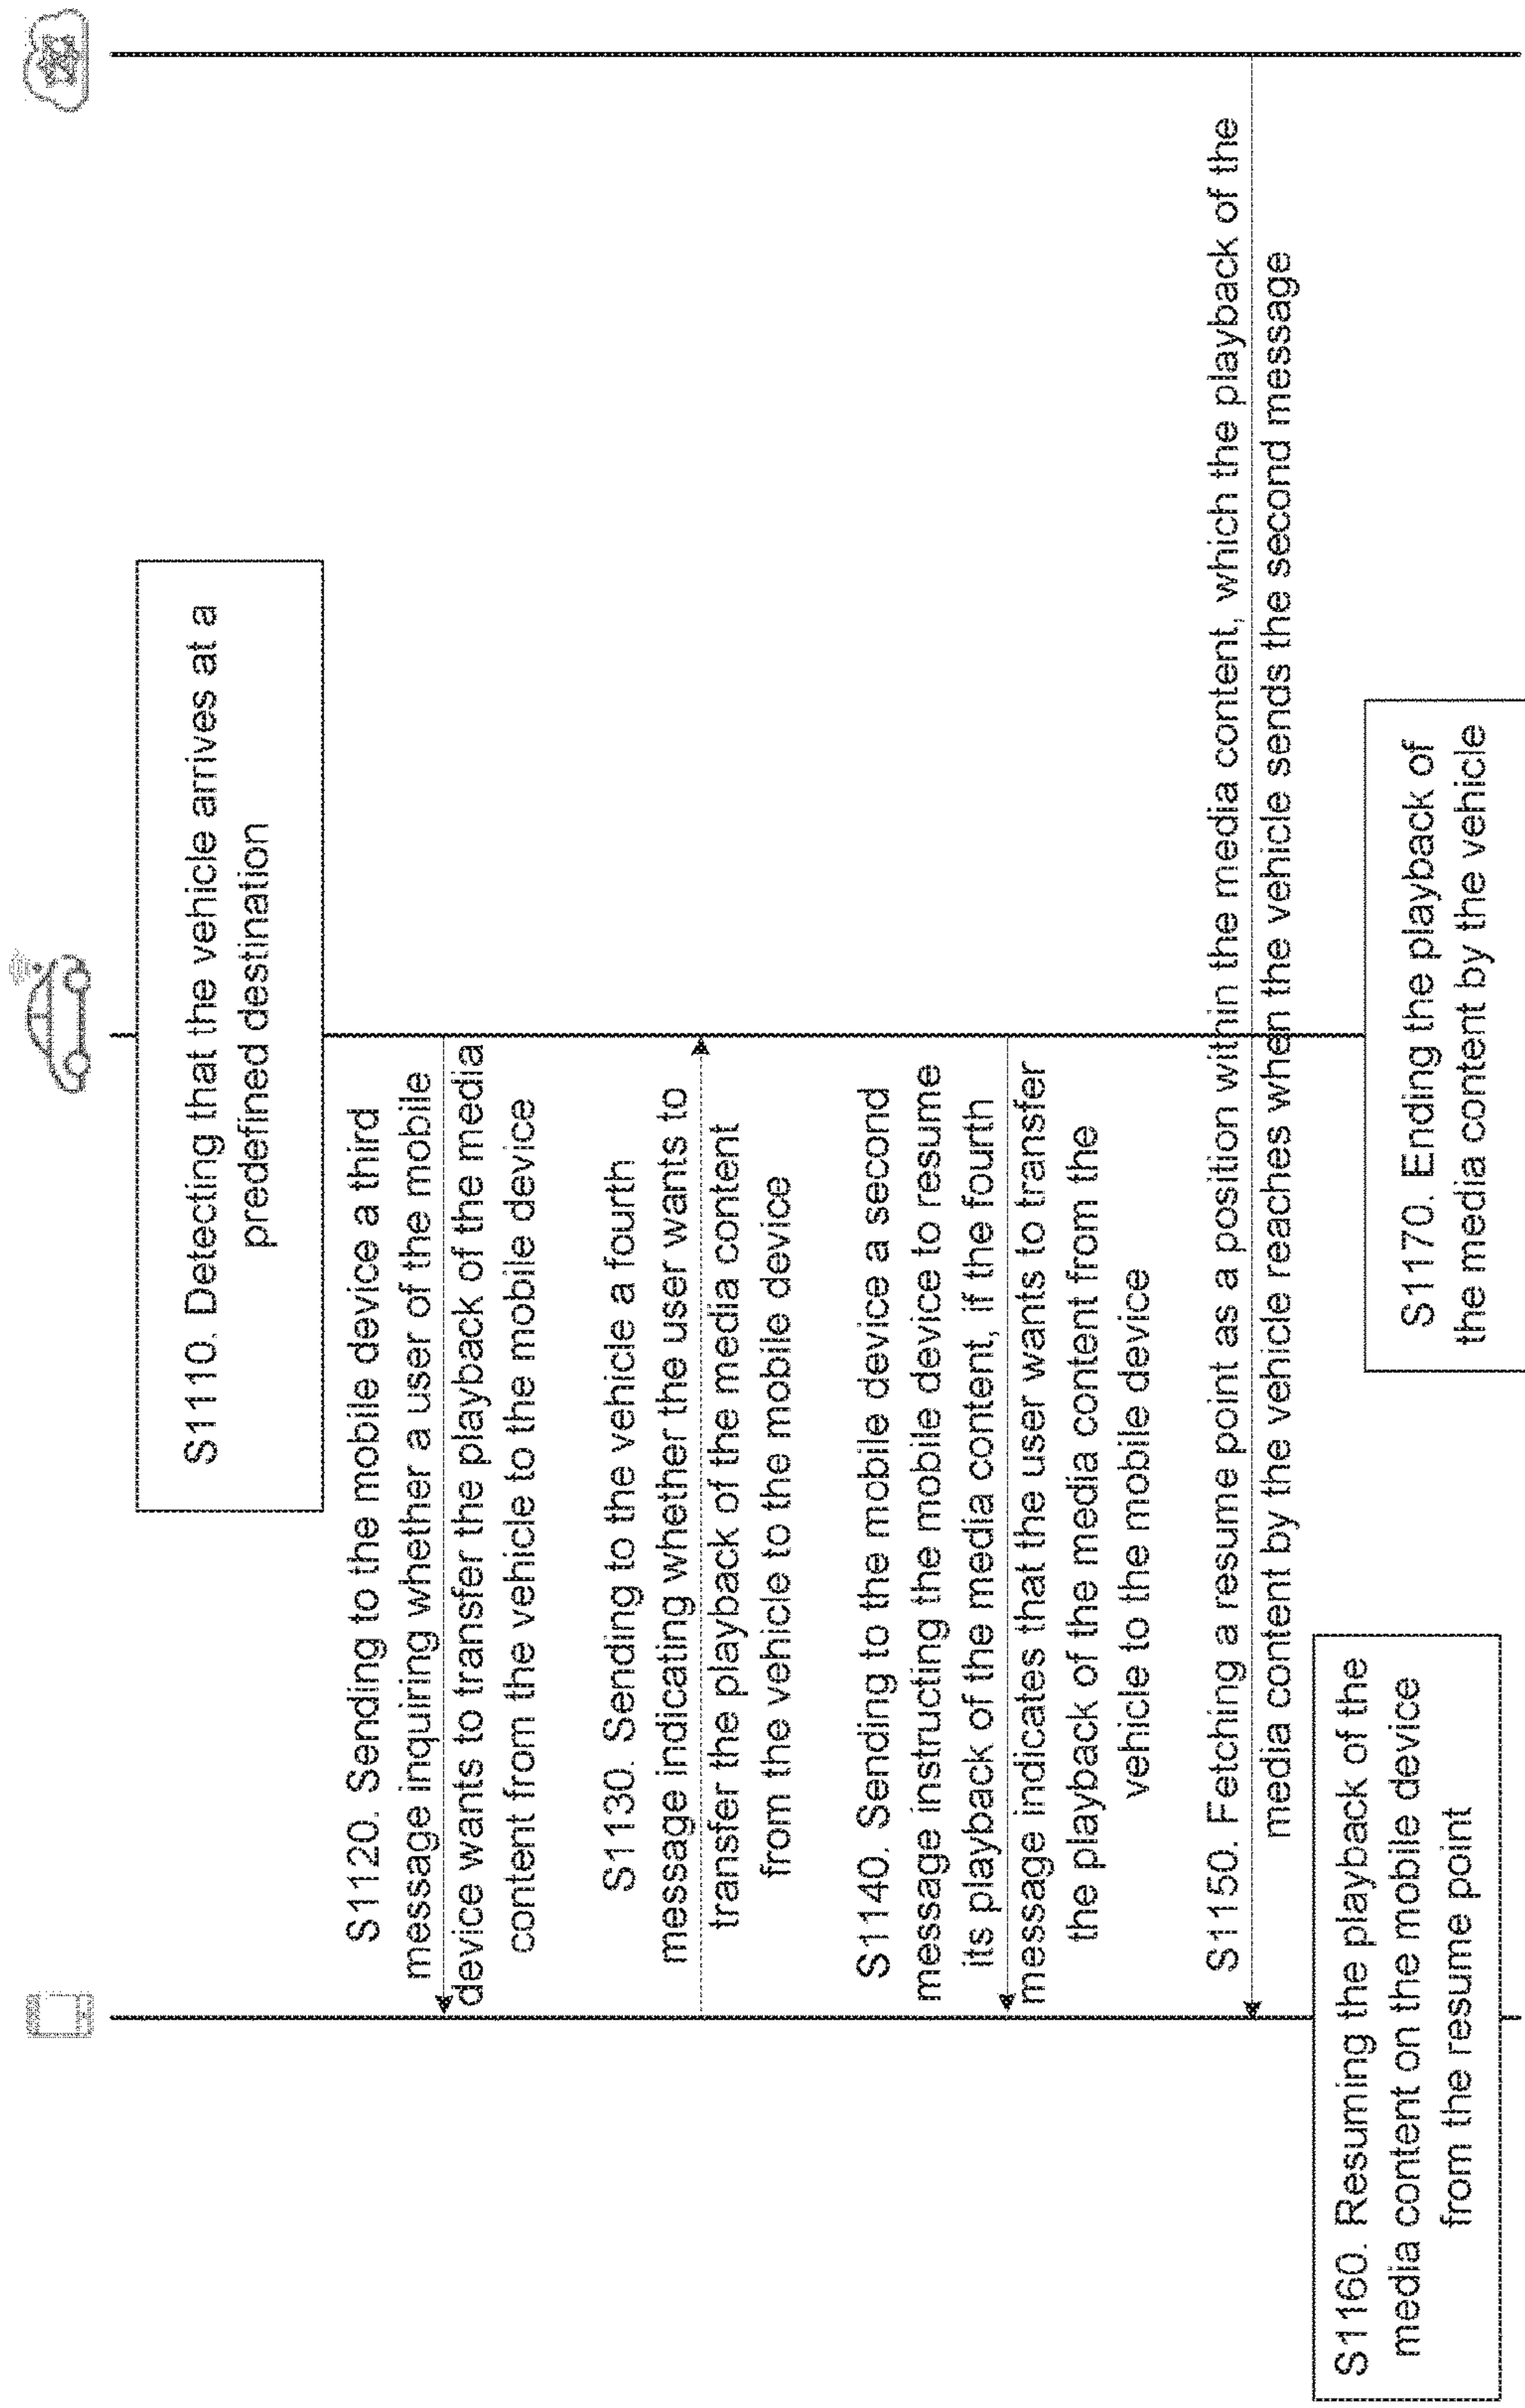 S1110. Detecting that the vehicle arrives at a
predefined destination
S1120. Sending to the mobile device a third
message inquiring whether a user of the mobile
device wants to transfer the playback of the media
content from the vehicle to the mobile device
S1130. Sending to the vehicle a fourth
message indicating whether the user wants to
transfer the playback of the media content
from the vehicle to the mobile device
S1140. Sending to the mobile device a second
message instructing the mobile device to resume
its playback of the media content, if the fourth
message indicates that the user wants to transfer
the playback of the media content from the
vehicle to the mobile device
S1150. Fetching a resume point as a position within the media content, which the playback of the
media content by the vehicle reaches when the vehicle sends the second message
S1160. Resuming the playback of the
media content on the mobile device
from the resume point
S1170. Ending the playback of
the media content by the vehicle